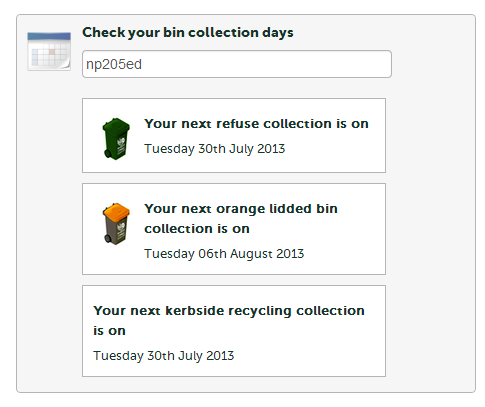 Check your bin collection days
np205ed
Your next refuse collection is on
Tuesday 30th July 2013
Your next orange lidded bin
collection is on
Tuesday 06th August 2013
Your next kerbside recycling collection
is on
Tuesday 30th July 2013